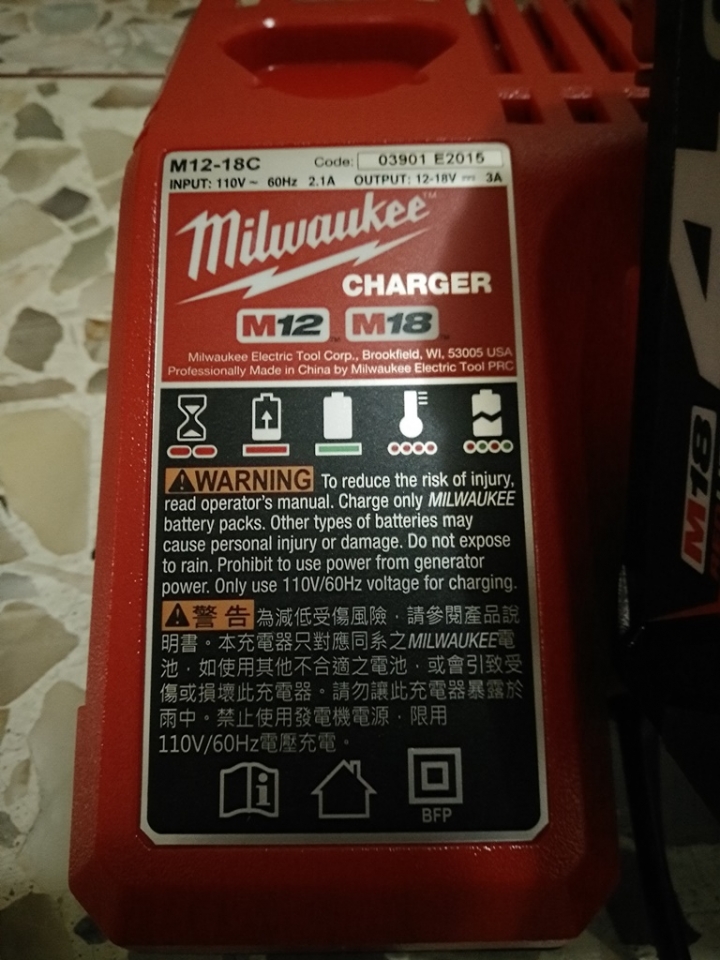 M12-18C Code: 03901 E2015
INPUT: 110V~ 60Hz 2.1A OUTPUT: 12-18V ⎓ 3A
Milwaukee™
CHARGER
M12™ M18™
Milwaukee Electric Tool Corp., Brookfield, WI, 53005 USA
Professionally Made in China by Milwaukee Electric Tool PRC
WARNING To reduce the risk of injury,
read operator's manual. Charge only MILWAUKEE
battery packs. Other types of batteries may
cause personal injury or damage. Do not expose
to rain. Prohibit to use power from generator
power. Only use 110V/60Hz voltage for charging.
警告 為減低受傷風險，請參閱產品說
明書。本充電器只對應同系之MILWAUKEE電
池，如使用其他不合適之電池，或會引致受
傷或損壞此充電器。請勿讓此充電器暴露於
雨中。禁止使用發電機電源，限用
110V/60Hz電壓充電。
BFP
M18